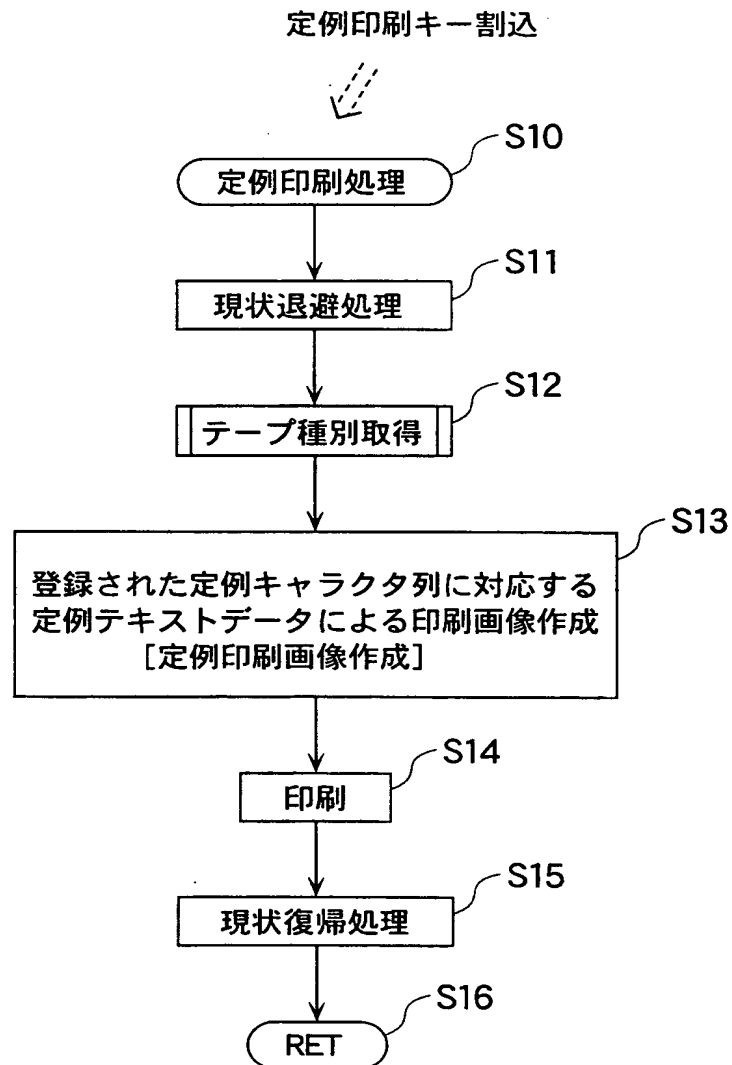 定例印刷キー割込
S10
定例印刷処理
S11
現状退避処理
S12
テープ種別取得
S13
登録された定例キャラクタ列に対応する
定例テキストデータによる印刷画像作成
[定例印刷画像作成]
S14
印刷
S15
現状復帰処理
S16
RET